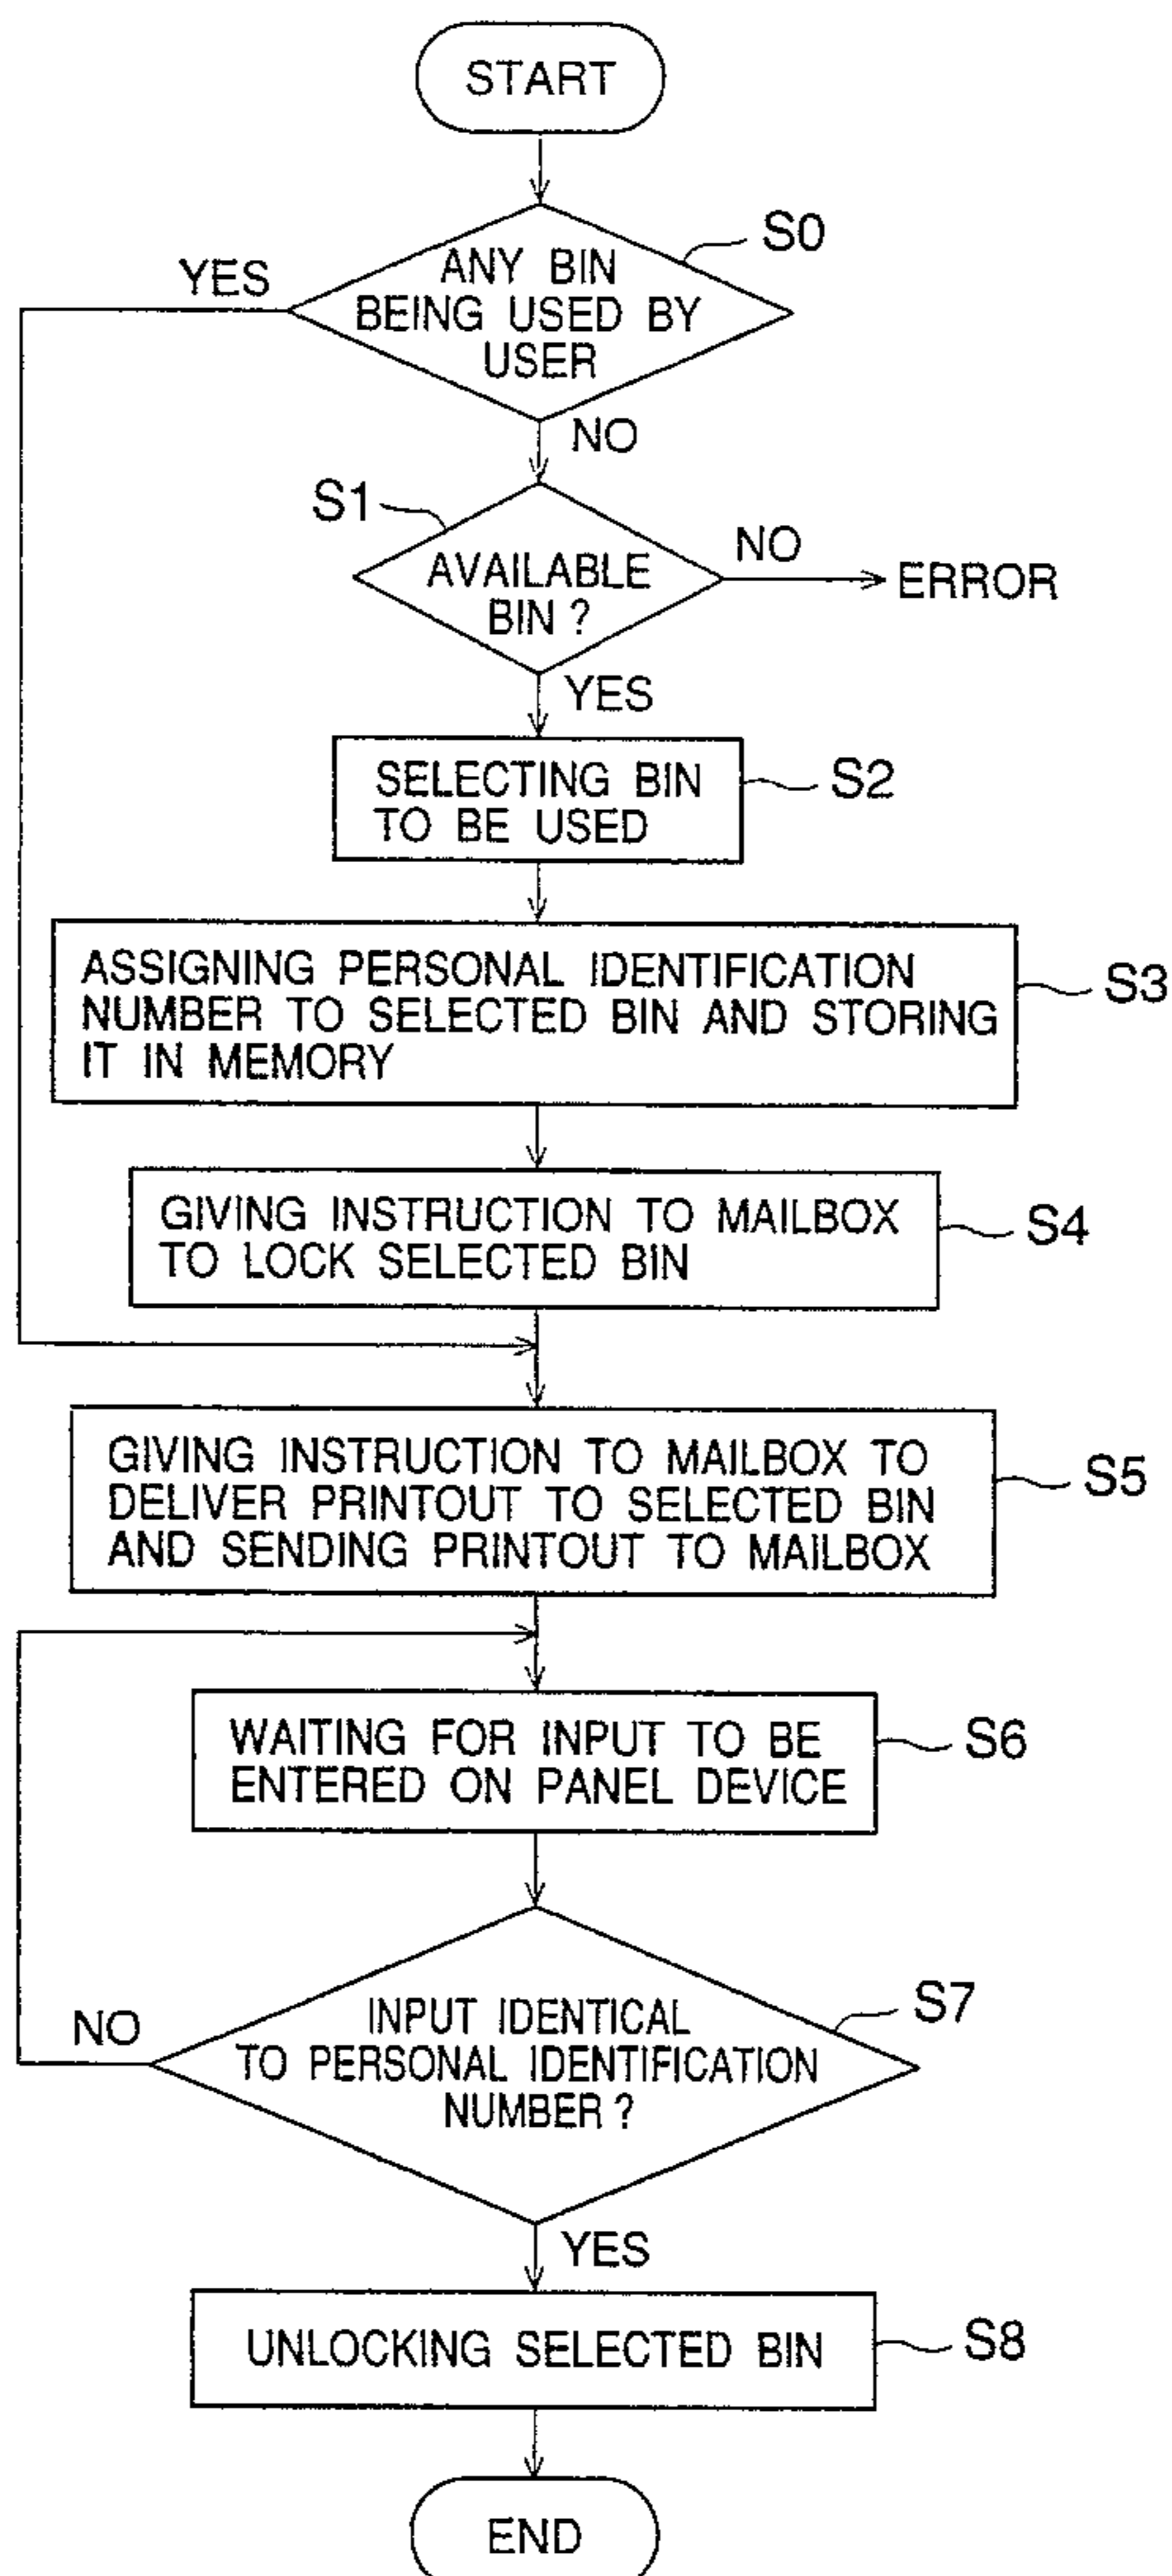 START
S0
YES
ANY BIN
BEING USED BY
USER
NO
S1
AVAILABLE
BIN ?
NO
ERROR
YES
SELECTING BIN
TO BE USED
S2
ASSIGNING PERSONAL IDENTIFICATION
NUMBER TO SELECTED BIN AND STORING
IT IN MEMORY
S3
GIVING INSTRUCTION TO MAILBOX
TO LOCK SELECTED BIN
S4
GIVING INSTRUCTION TO MAILBOX TO
DELIVER PRINTOUT TO SELECTED BIN
AND SENDING PRINTOUT TO MAILBOX
S5
WAITING FOR INPUT TO BE
ENTERED ON PANEL DEVICE
S6
S7
NO
INPUT IDENTICAL
TO PERSONAL IDENTIFICATION
NUMBER ?
YES
UNLOCKING SELECTED BIN
S8
END